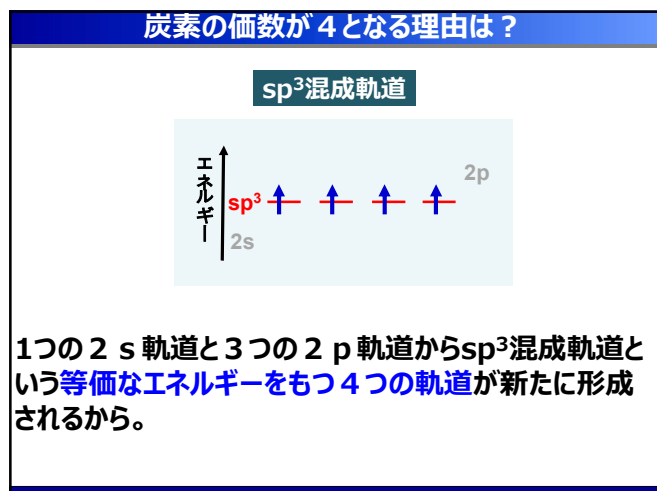 炭素の価数が４となる理由は？
sp³混成軌道
エネルギー
2p
sp³
2s
1つの２ｓ軌道と３つの２ｐ軌道からsp³混成軌道と
いう等価なエネルギーをもつ４つの軌道が新たに形成
されるから。